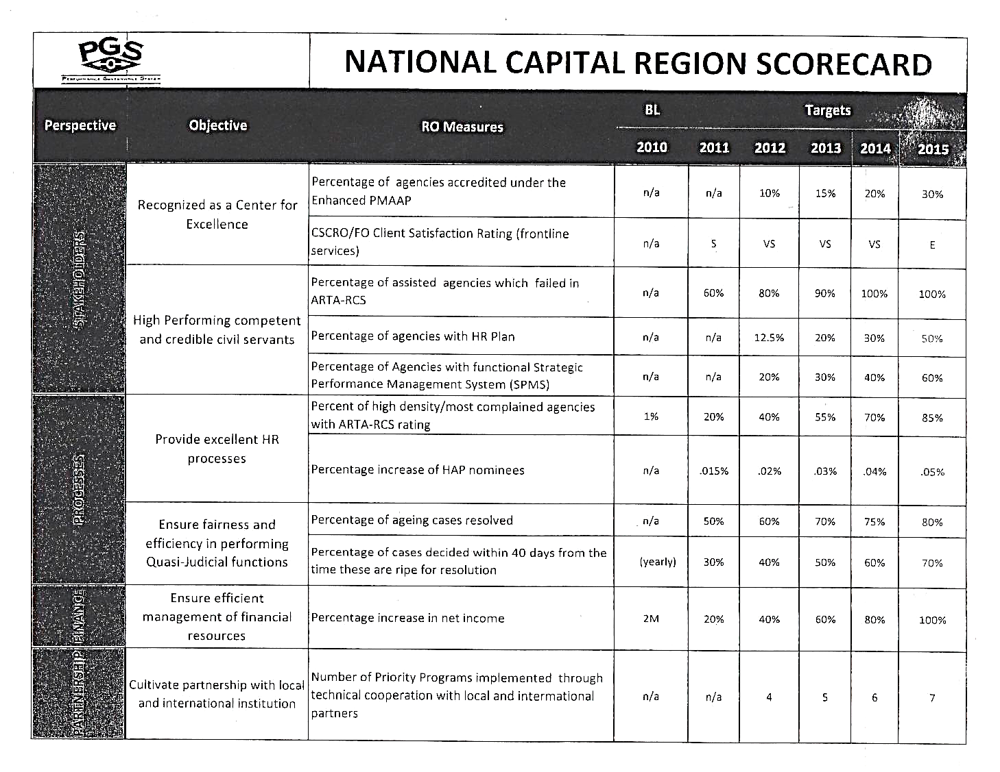 PGS
Performance Governance System
NATIONAL CAPITAL REGION SCORECARD
Perspective
Objective
RO Measures
BL
Targets
2010
2011
2012
2013
2014
2015
STAKEHOLDERS
Recognized as a Center for
Excellence
Percentage of agencies accredited under the
Enhanced PMAAP
n/a
n/a
10%
15%
20%
30%
CSCRO/FO Client Satisfaction Rating (frontline
services)
n/a
S
VS
VS
VS
E
High Performing competent
and credible civil servants
Percentage of assisted agencies which failed in
ARTA-RCS
n/a
60%
80%
90%
100%
100%
Percentage of agencies with HR Plan
n/a
n/a
12.5%
20%
30%
50%
Percentage of Agencies with functional Strategic
Performance Management System (SPMS)
n/a
n/a
20%
30%
40%
60%
PROCESSES
Provide excellent HR
processes
Percent of high density/most complained agencies
with ARTA-RCS rating
1%
20%
40%
55%
70%
85%
Percentage increase of HAP nominees
n/a
.015%
.02%
.03%
.04%
.05%
Ensure fairness and
efficiency in performing
Quasi-Judicial functions
Percentage of ageing cases resolved
n/a
50%
60%
70%
75%
80%
Percentage of cases decided within 40 days from the
time these are ripe for resolution
(yearly)
30%
40%
50%
60%
70%
FINANCE
Ensure efficient
management of financial
resources
Percentage increase in net income
2M
20%
40%
60%
80%
100%
PARTNERSHIP
Cultivate partnership with local
and international institution
Number of Priority Programs implemented through
technical cooperation with local and intermational
partners
n/a
n/a
4
5
6
7